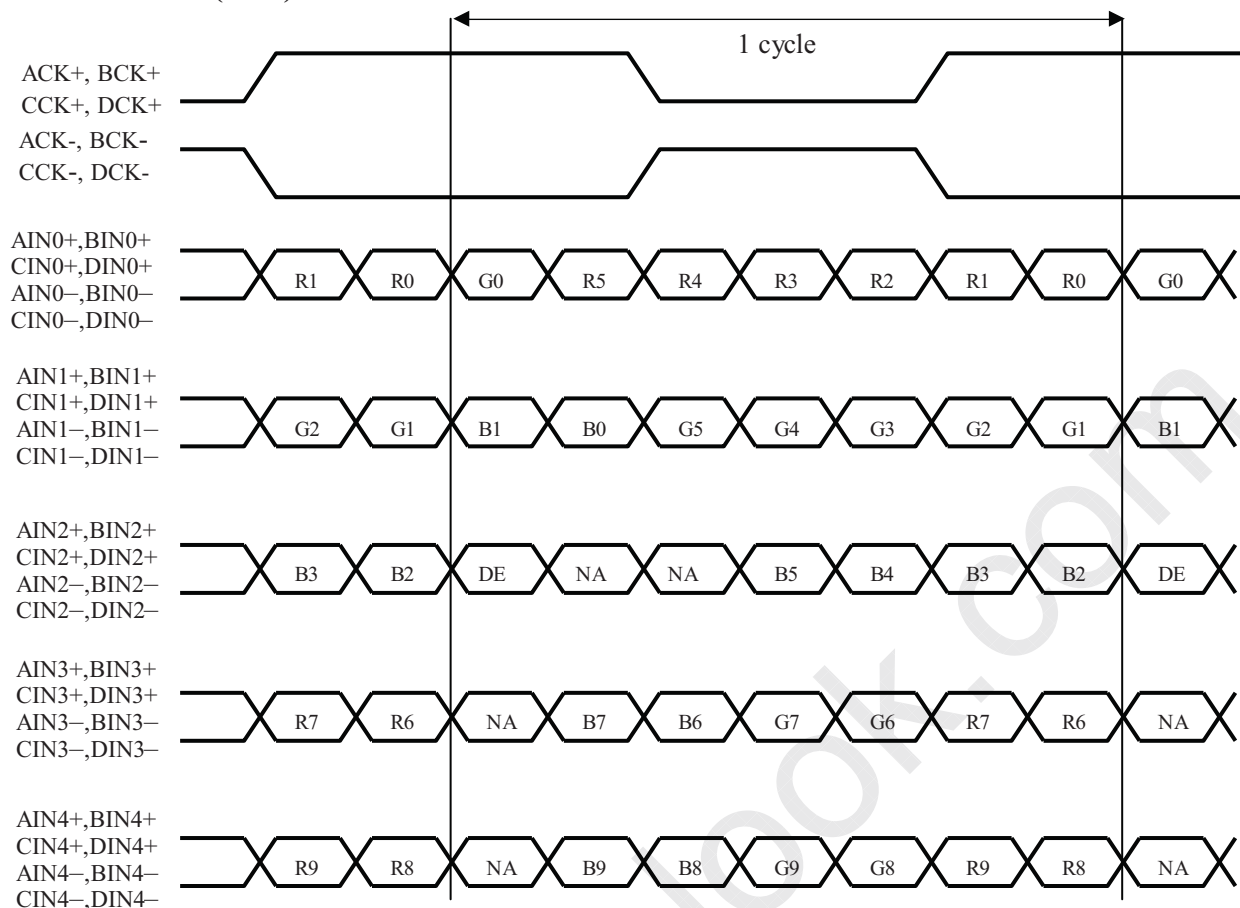 1 cycle
ACK+, BCK+
CCK+, DCK+
ACK-, BCK-
CCK-, DCK-
AIN0+,BIN0+
CIN0+,DIN0+
AIN0−,BIN0−
CIN0−,DIN0−
R1 R0 G0 R5 R4 R3 R2 R1 R0 G0
AIN1+,BIN1+
CIN1+,DIN1+
AIN1−,BIN1−
CIN1−,DIN1−
G2 G1 B1 B0 G5 G4 G3 G2 G1 B1
AIN2+,BIN2+
CIN2+,DIN2+
AIN2−,BIN2−
CIN2−,DIN2−
B3 B2 DE NA NA B5 B4 B3 B2 DE
AIN3+,BIN3+
CIN3+,DIN3+
AIN3−,BIN3−
CIN3−,DIN3−
R7 R6 NA B7 B6 G7 G6 R7 R6 NA
AIN4+,BIN4+
CIN4+,DIN4+
AIN4−,BIN4−
CIN4−,DIN4−
R9 R8 NA B9 B8 G9 G8 R9 R8 NA
look.com